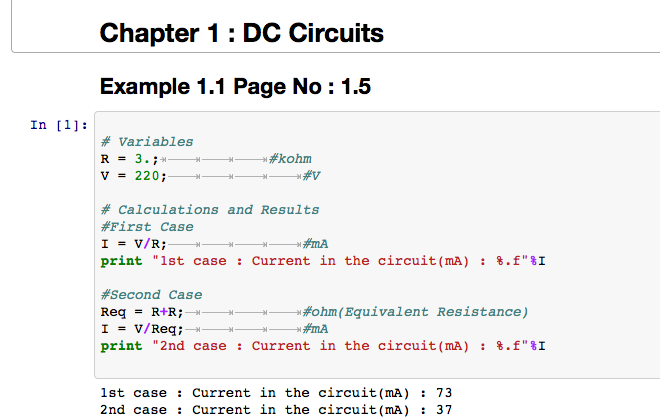 Chapter 1 : DC Circuits
Example 1.1 Page No : 1.5
In [1]:
# Variables
R = 3.; #kohm
V = 220; #V
# Calculations and Results
#First Case
I = V/R; #mA
print "1st case : Current in the circuit(mA) : %.f"%I
#Second Case
Req = R+R; #ohm(Equivalent Resistance)
I = V/Req; #mA
print "2nd case : Current in the circuit(mA) : %.f"%I
1st case : Current in the circuit(mA) : 73
2nd case : Current in the circuit(mA) : 37